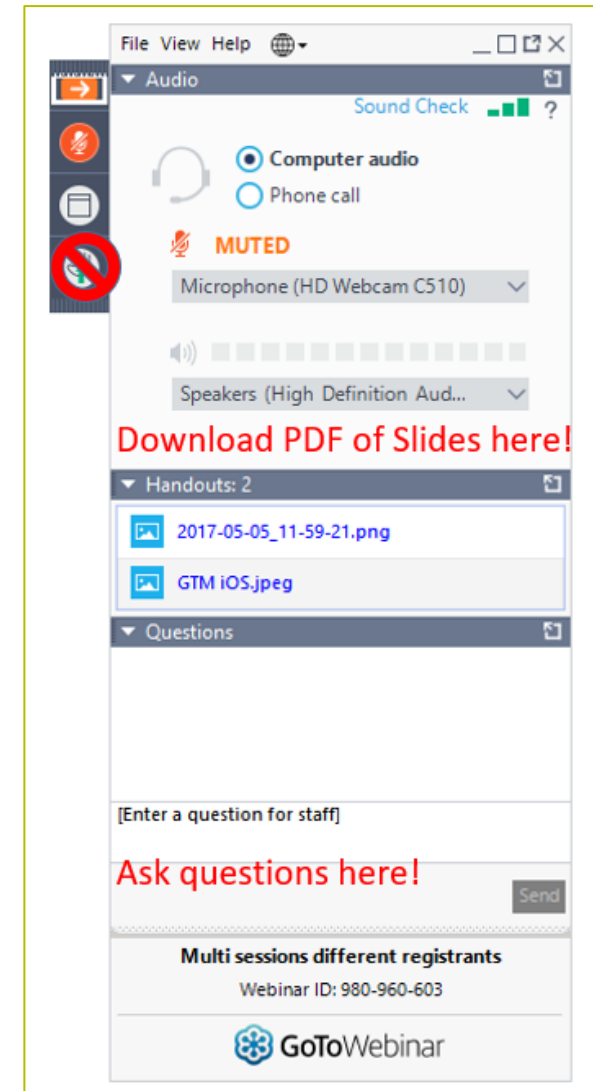 File View Help
Audio
Sound Check ?
Computer audio
Phone call
MUTED
Microphone (HD Webcam C510)
Speakers (High Definition Aud...
Download PDF of Slides here!
Handouts: 2
2017-05-05_11-59-21.png
GTM iOS.jpeg
Questions
[Enter a question for staff]
Ask questions here!
Send
Multi sessions different registrants
Webinar ID: 980-960-603
GoToWebinar